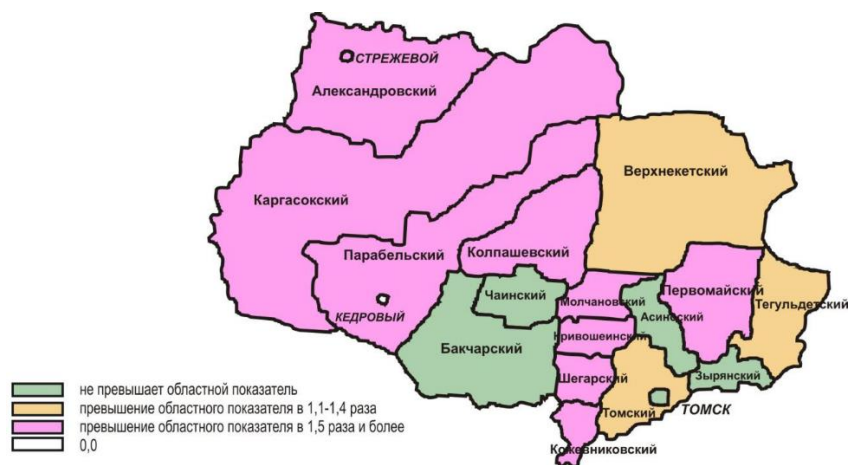 СТРЕЖЕВОЙ
Александровский
Верхнекетский
Каргасокский
Парабельский
Колпашевский
Чаинский
Молчановский
Первомайский
Тегульдетский
КЕДРОВЫЙ
Асиновский
Кривошеинский
Бакчарский
Шегарский
Зырянский
Томский
ТОМСК
Кожевниковский
не превышает областной показатель
превышение областного показателя в 1,1-1,4 раза
превышение областного показателя в 1,5 раза и более
0,0